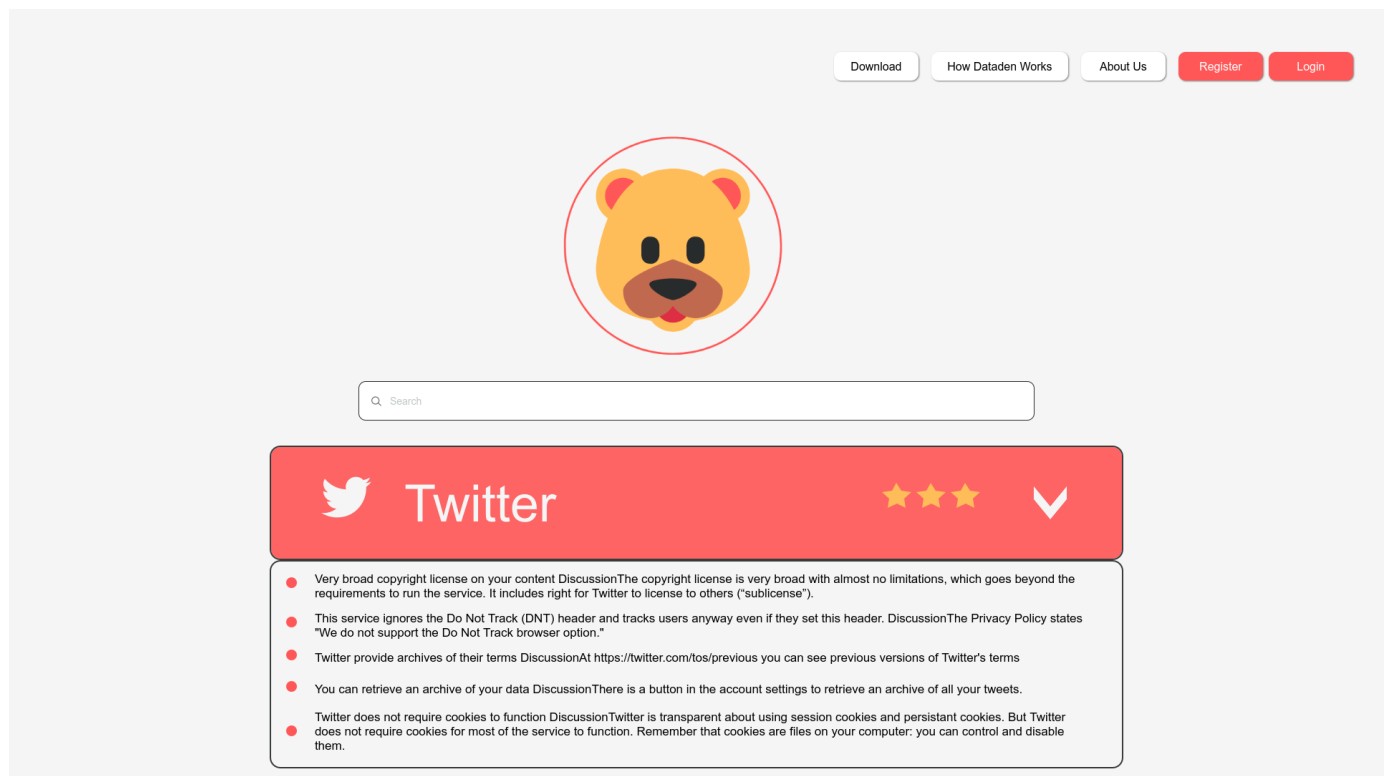 Download How Dataden Works About Us Register Login
Search
Twitter
Very broad copyright license on your content DiscussionThe copyright license is very broad with almost no limitations, which goes beyond the
requirements to run the service. It includes right for Twitter to license to others (“sublicense”).
This service ignores the Do Not Track (DNT) header and tracks users anyway even if they set this header. DiscussionThe Privacy Policy states
"We do not support the Do Not Track browser option."
Twitter provide archives of their terms DiscussionAt https://twitter.com/tos/previous you can see previous versions of Twitter's terms
You can retrieve an archive of your data DiscussionThere is a button in the account settings to retrieve an archive of all your tweets.
Twitter does not require cookies to function DiscussionTwitter is transparent about using session cookies and persistant cookies. But Twitter
does not require cookies for most of the service to function. Remember that cookies are files on your computer: you can control and disable
them.